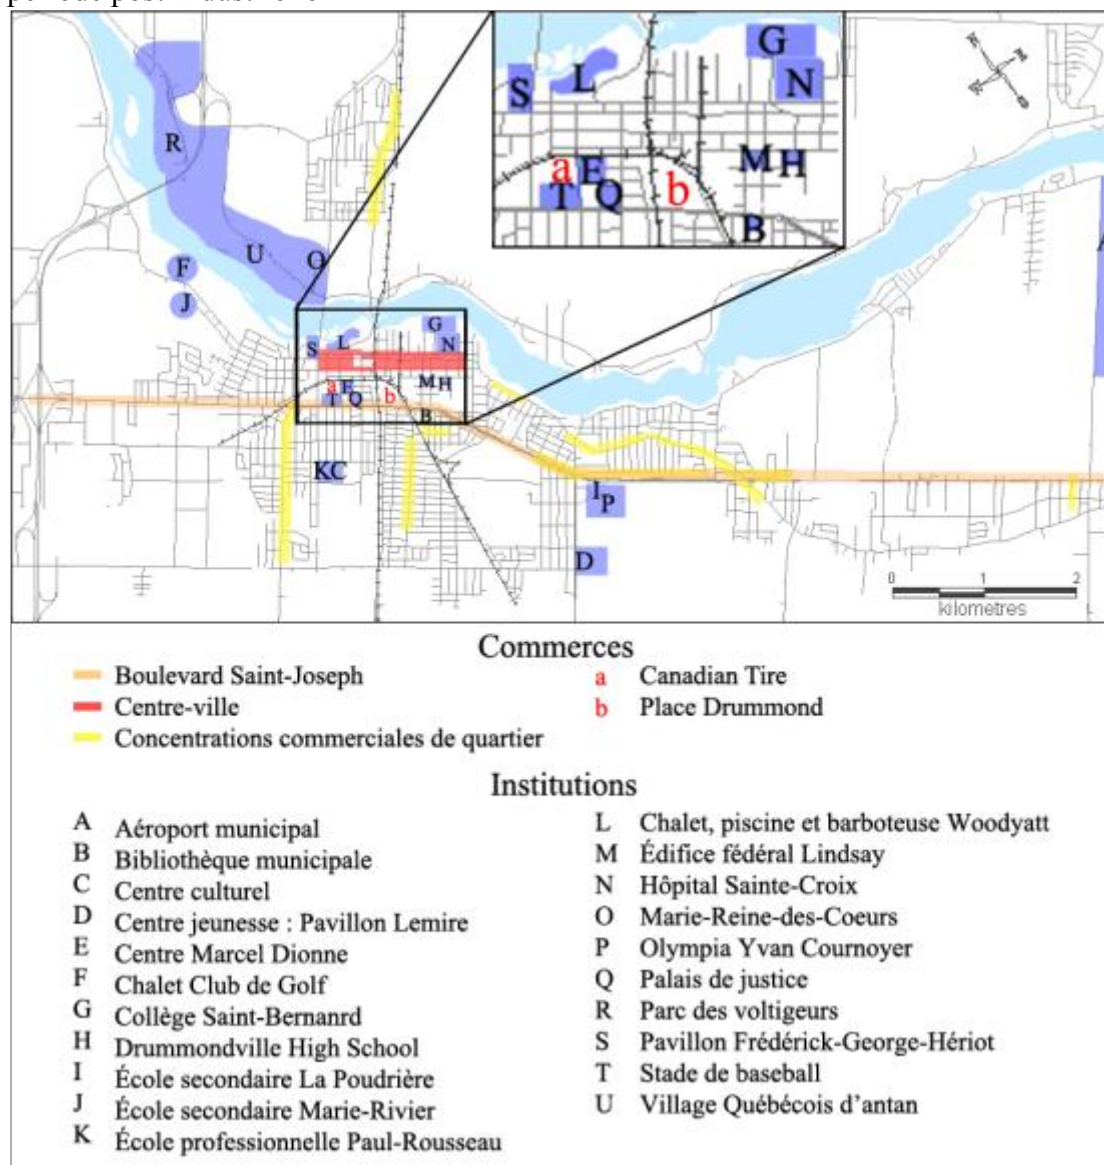 période post-industrielle
G
N
S
L
M
H
a
E
T
Q
b
B
R
A
U
O
F
J
G
S
L
N
a
E
M H
T
Q
b
B
KC
I
P
D
0 1 2
kilometres
Commerces
Boulevard Saint-Joseph
a Canadian Tire
Centre-ville
b Place Drummond
Concentrations commerciales de quartier
Institutions
A Aéroport municipal
B Bibliothèque municipale
C Centre culturel
D Centre jeunesse : Pavillon Lemire
E Centre Marcel Dionne
F Chalet Club de Golf
G Collège Saint-Bernanrd
H Drummondville High School
I École secondaire La Poudrière
J École secondaire Marie-Rivier
K École professionnelle Paul-Rousseau
L Chalet, piscine et barboteuse Woodyatt
M Édifice fédéral Lindsay
N Hôpital Sainte-Croix
O Marie-Reine-des-Coeurs
P Olympia Yvan Cournoyer
Q Palais de justice
R Parc des voltigeurs
S Pavillon Frédérick-George-Hériot
T Stade de baseball
U Village Québécois d'antan